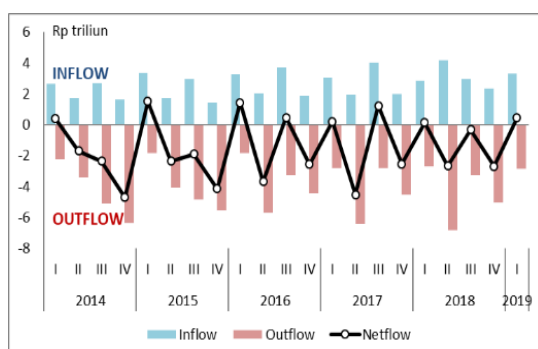 Rp triliun
6
4
2
0
-2
-4
-6
-8
INFLOW
OUTFLOW
I II III IV I II III IV I II III IV I II III IV I II III IV I
2014 2015 2016 2017 2018 2019
Inflow Outflow Netflow